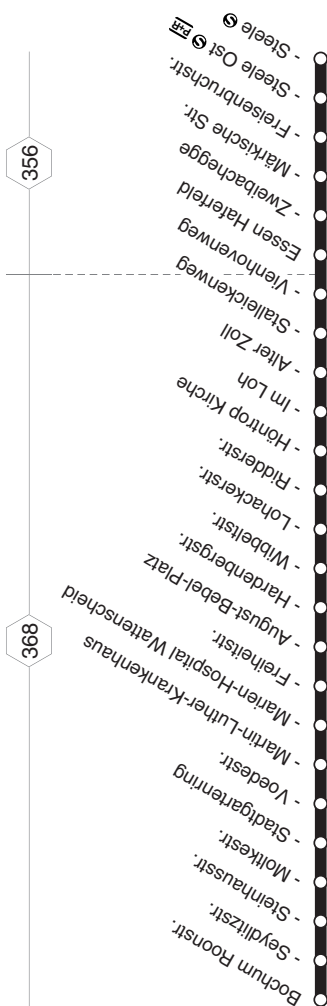 Bochum Roonstr.
- Seydlitzstr.
- Steinhausstr.
- Moltkestr.
- Stadtgartenring
- Voedestr.
- Martin-Luther-Krankenhaus
- Marien-Hospital Wattenscheid
- Freiheitstr.
- August-Bebel-Platz
- Hardenbergstr.
- Wibbeltstr.
- Lohackerstr.
- Ridderstr.
- Höntrop Kirche
- Im Loh
- Alter Zoll
- Stalleickenweg
- Vienhovenweg
Essen Haferfeld
- Zweibachegge
- Märkische Str.
- Freisenbruchstr.
- Steele Ost S P+R
- Steele S
368
356